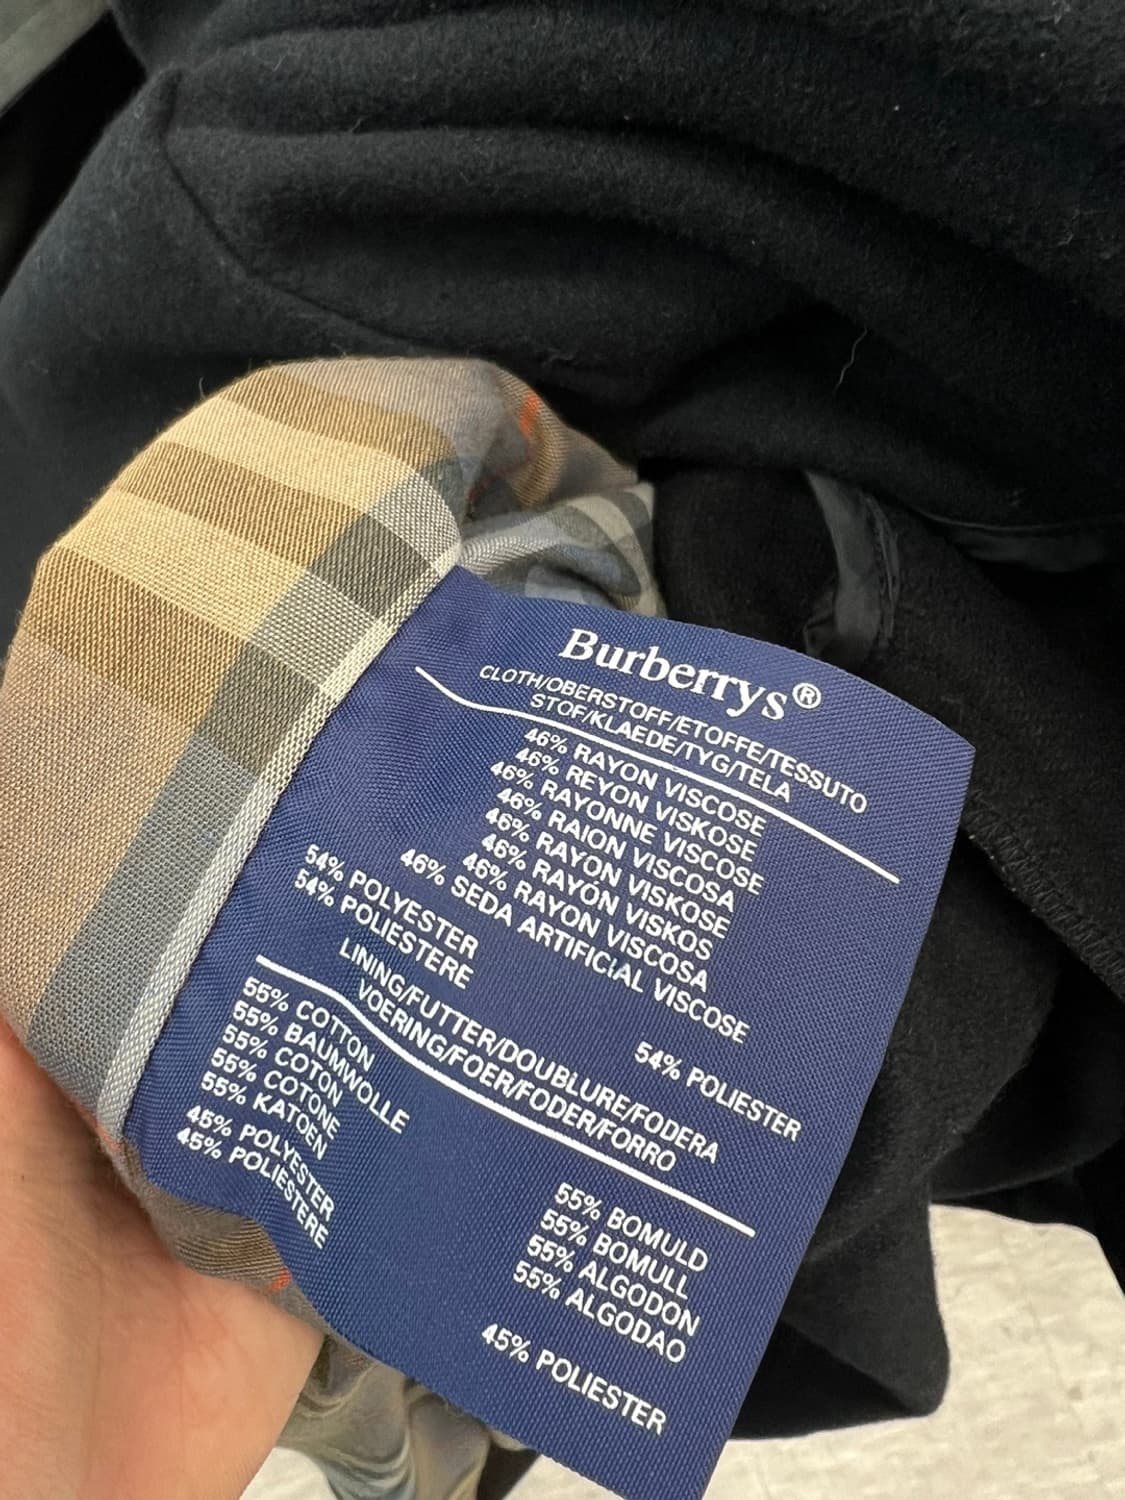 Burberrys®
CLOTH/OBERSTOFF/ETOFFE/TESSUTO
STOF/KLAEDE/TYG/TELA
46% RAYON VISCOSE
46% REYON VISKOSE
46% RAYONNE VISCOSE
46% RAION VISCOSA
46% RAYON VISKOSE
46% RAYÓN VISKOS
46% RAYON VISCOSA
46% SEDA ARTIFICIAL VISCOSE
54% POLYESTER
54% POLIESTERE
54% POLIESTER
LINING/FUTTER/DOUBLURE/FODERA
VOERING/FOER/FODER/FORRO
55% COTTON
55% BAUMWOLLE
55% COTON
55% COTONE
55% KATOEN
45% POLYESTER
45% POLIESTERE
55% BOMULD
55% BOMULL
55% ALGODON
55% ALGODAO
45% POLIESTER